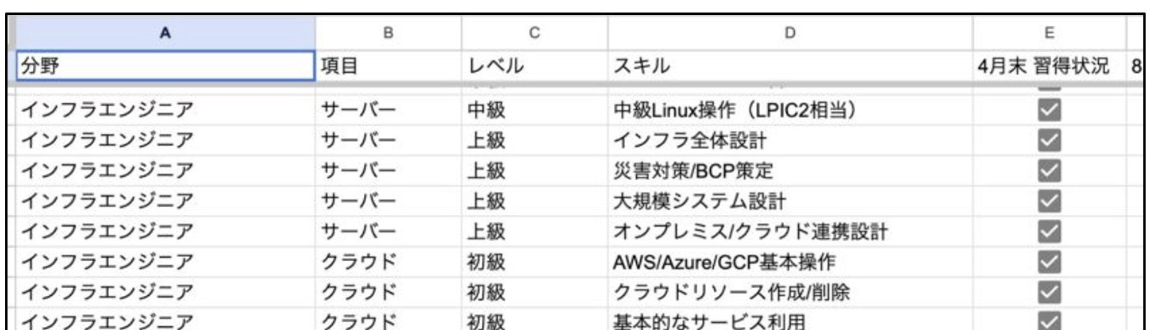 A B C D E
分野 項目 レベル スキル 4月末 習得状況 8
インフラエンジニア サーバー 中級 中級Linux操作（LPIC2相当）
インフラエンジニア サーバー 上級 インフラ全体設計
インフラエンジニア サーバー 上級 災害対策/BCP策定
インフラエンジニア サーバー 上級 大規模システム設計
インフラエンジニア サーバー 上級 オンプレミス/クラウド連携設計
インフラエンジニア クラウド 初級 AWS/Azure/GCP基本操作
インフラエンジニア クラウド 初級 クラウドリソース作成/削除
インフラエンジニア クラウド 初級 基本的なサービス利用